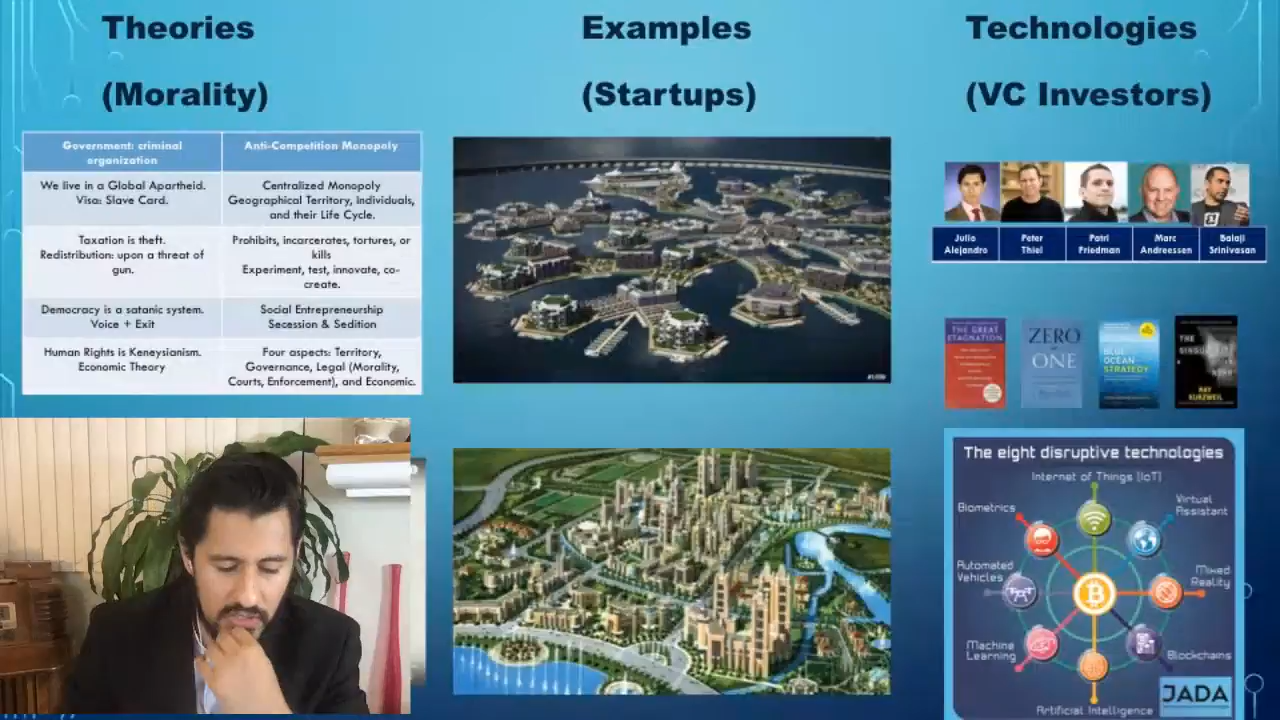 Theories
(Morality)
Examples
(Startups)
Technologies
(VC Investors)
Government: criminal
organization
Anti-Competition Monopoly
We live in a Global Apartheid.
Visa: Slave Card.
Centralized Monopoly
Geographical Territory, Individuals,
and their Life Cycle.
Taxation is theft.
Redistribution: upon a threat of
gun.
Prohibits, incarcerates, tortures, or
kills
Experiment, test, innovate, co-
create.
Democracy is a satanic system.
Voice + Exit
Social Entrepreneurship
Secession & Sedition
Human Rights is Keneysianism.
Economic Theory
Four aspects: Territory,
Governance, Legal (Morality,
Courts, Enforcement), and Economic.
Julio
Alejandro
Peter
Thiel
Patri
Friedman
Marc
Andreessen
Balaji
Srinivasan
THE GREAT
STAGNATION
ZERO
ONE
BLUE
OCEAN
STRATEGY
THE
RAY
KURZWEIL
The eight disruptive technologies
Internet of Things (IoT)
Biometrics
Virtual
Assistant
Automated
Vehicles
Mixed
Reality
Machine
Learning
Blockchains
Artificial Intelligence
JADA